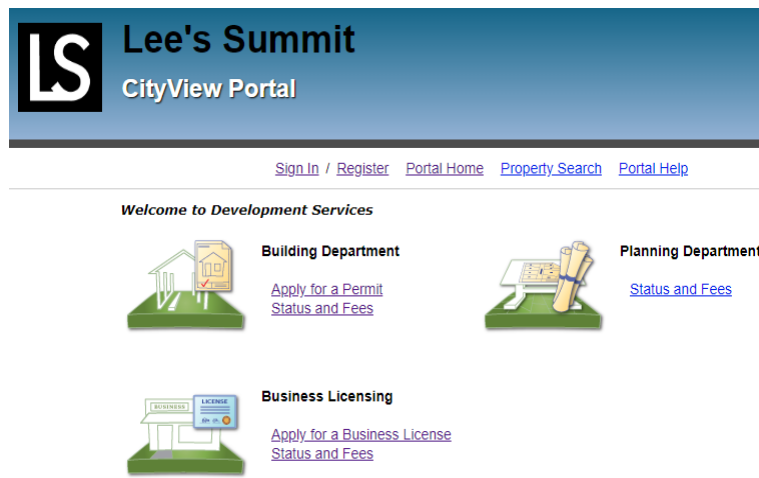 LS
Lee's Summit
CityView Portal
Sign In / Register Portal Home Property Search Portal Help
Welcome to Development Services
Building Department
Apply for a Permit
Status and Fees
Planning Department
Status and Fees
BUSINESS
LICENSE
Business Licensing
Apply for a Business License
Status and Fees